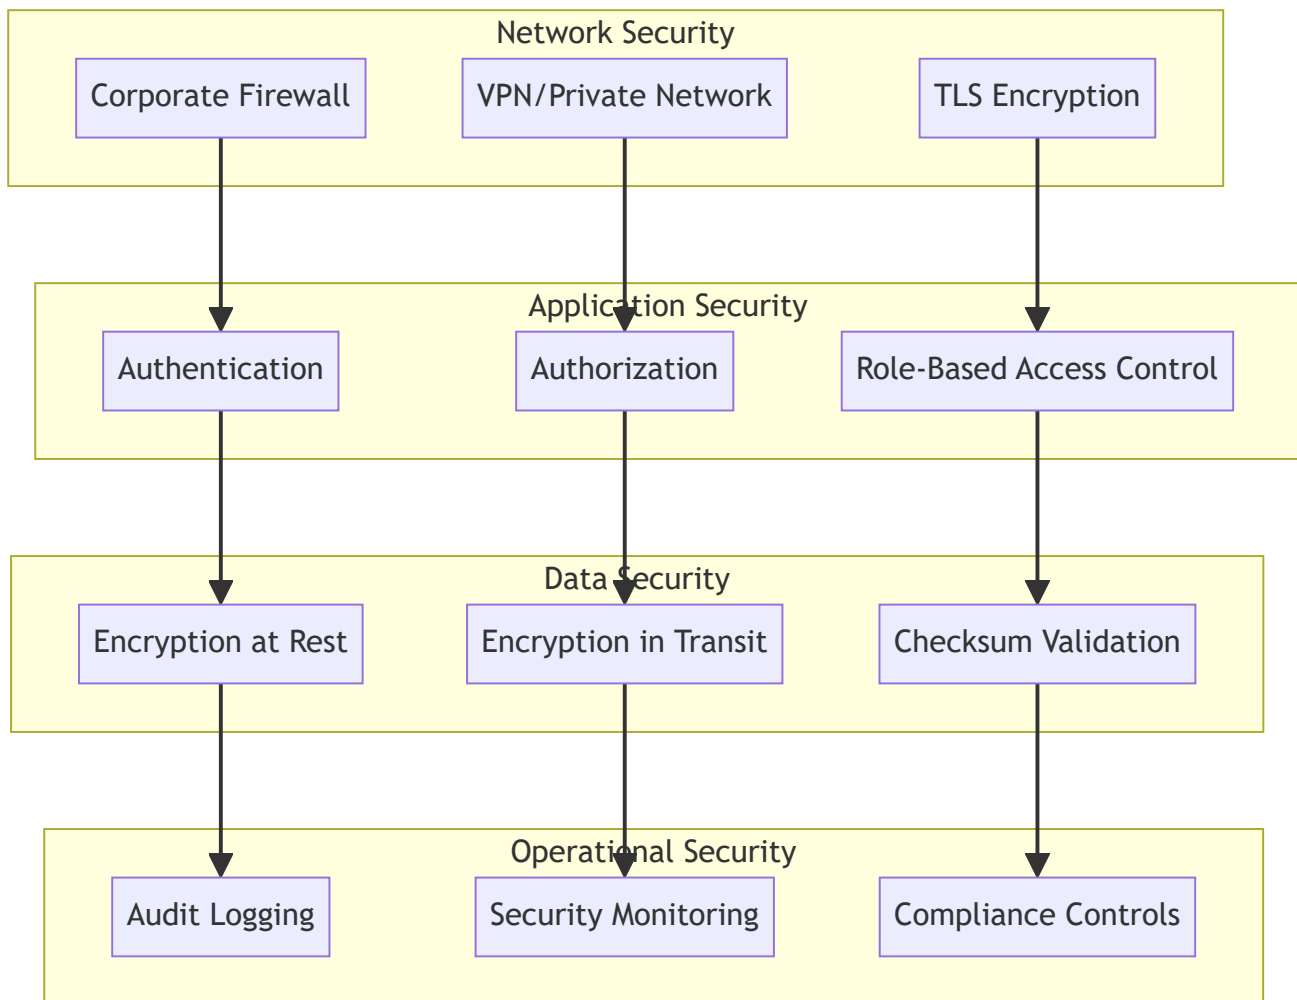 Network Security
Corporate Firewall
VPN/Private Network
TLS Encryption
Application Security
Authentication
Authorization
Role-Based Access Control
Data Security
Encryption at Rest
Encryption in Transit
Checksum Validation
Operational Security
Audit Logging
Security Monitoring
Compliance Controls